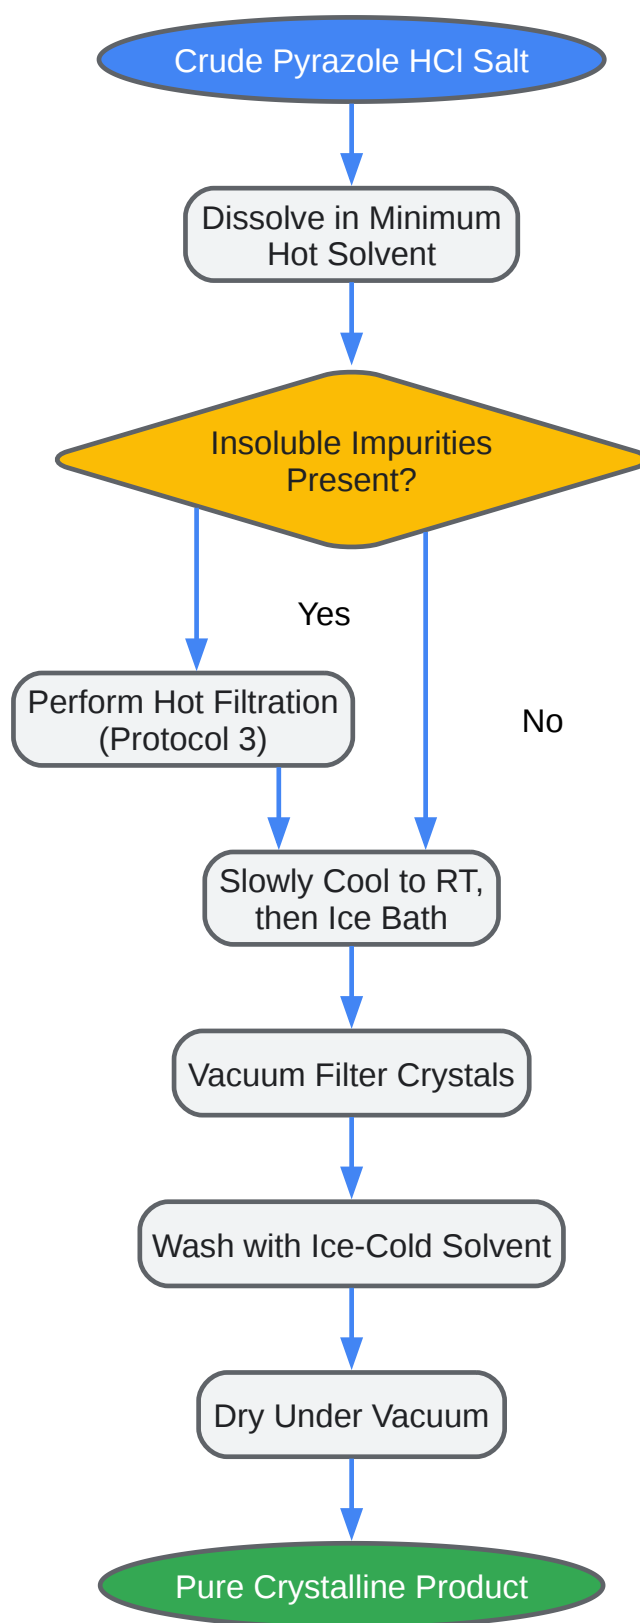 Crude Pyrazole HCl Salt
Dissolve in Minimum
Hot Solvent
Insoluble Impurities
Present?
Yes
Perform Hot Filtration
(Protocol 3)
No
Slowly Cool to RT,
then Ice Bath
Vacuum Filter Crystals
Wash with Ice-Cold Solvent
Dry Under Vacuum
Pure Crystalline Product